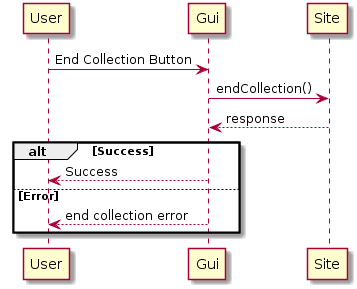 User Gui Site
End Collection Button
endCollection()
response
alt [Success]
Success
[Error]
end collection error
User Gui Site